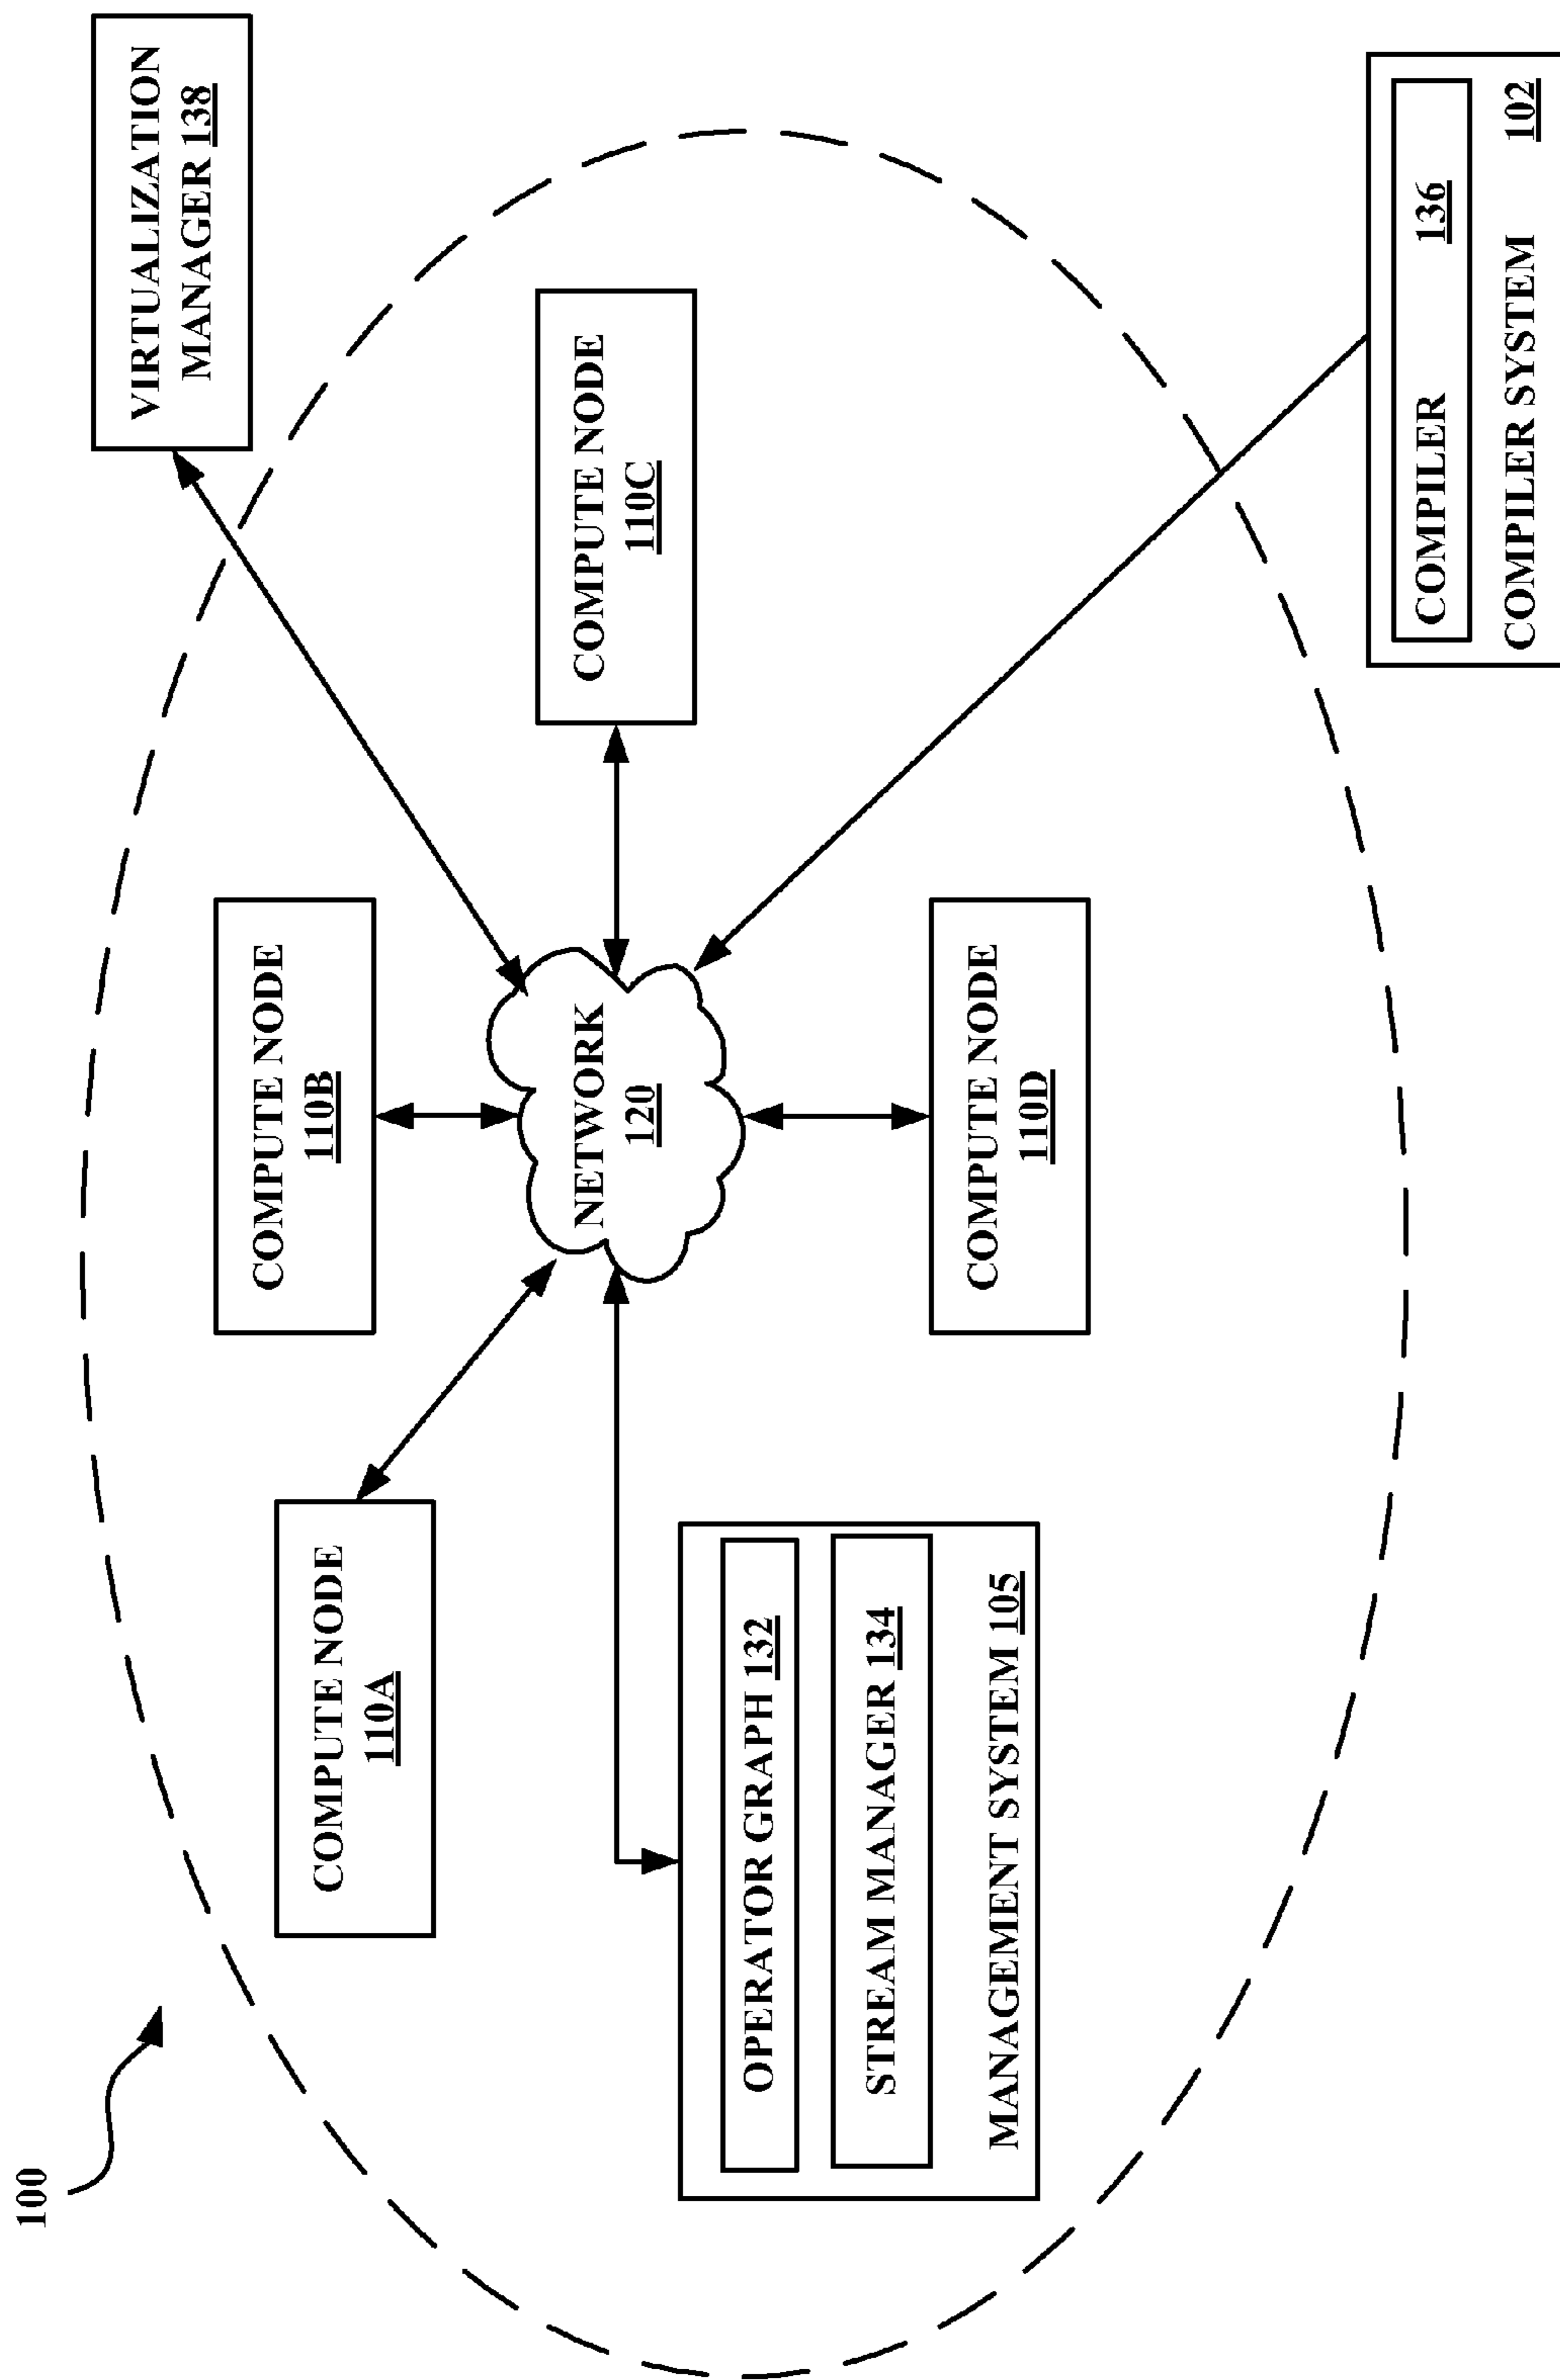 100
VIRTUALIZATION
MANAGER 138
COMPUTE NODE
110B
COMPUTE NODE
110A
COMPUTE NODE
110C
NETWORK
120
OPERATOR GRAPH 132
STREAM MANAGER 134
MANAGEMENT SYSTEM 105
COMPUTE NODE
110D
COMPILER 136
COMPILER SYSTEM 102